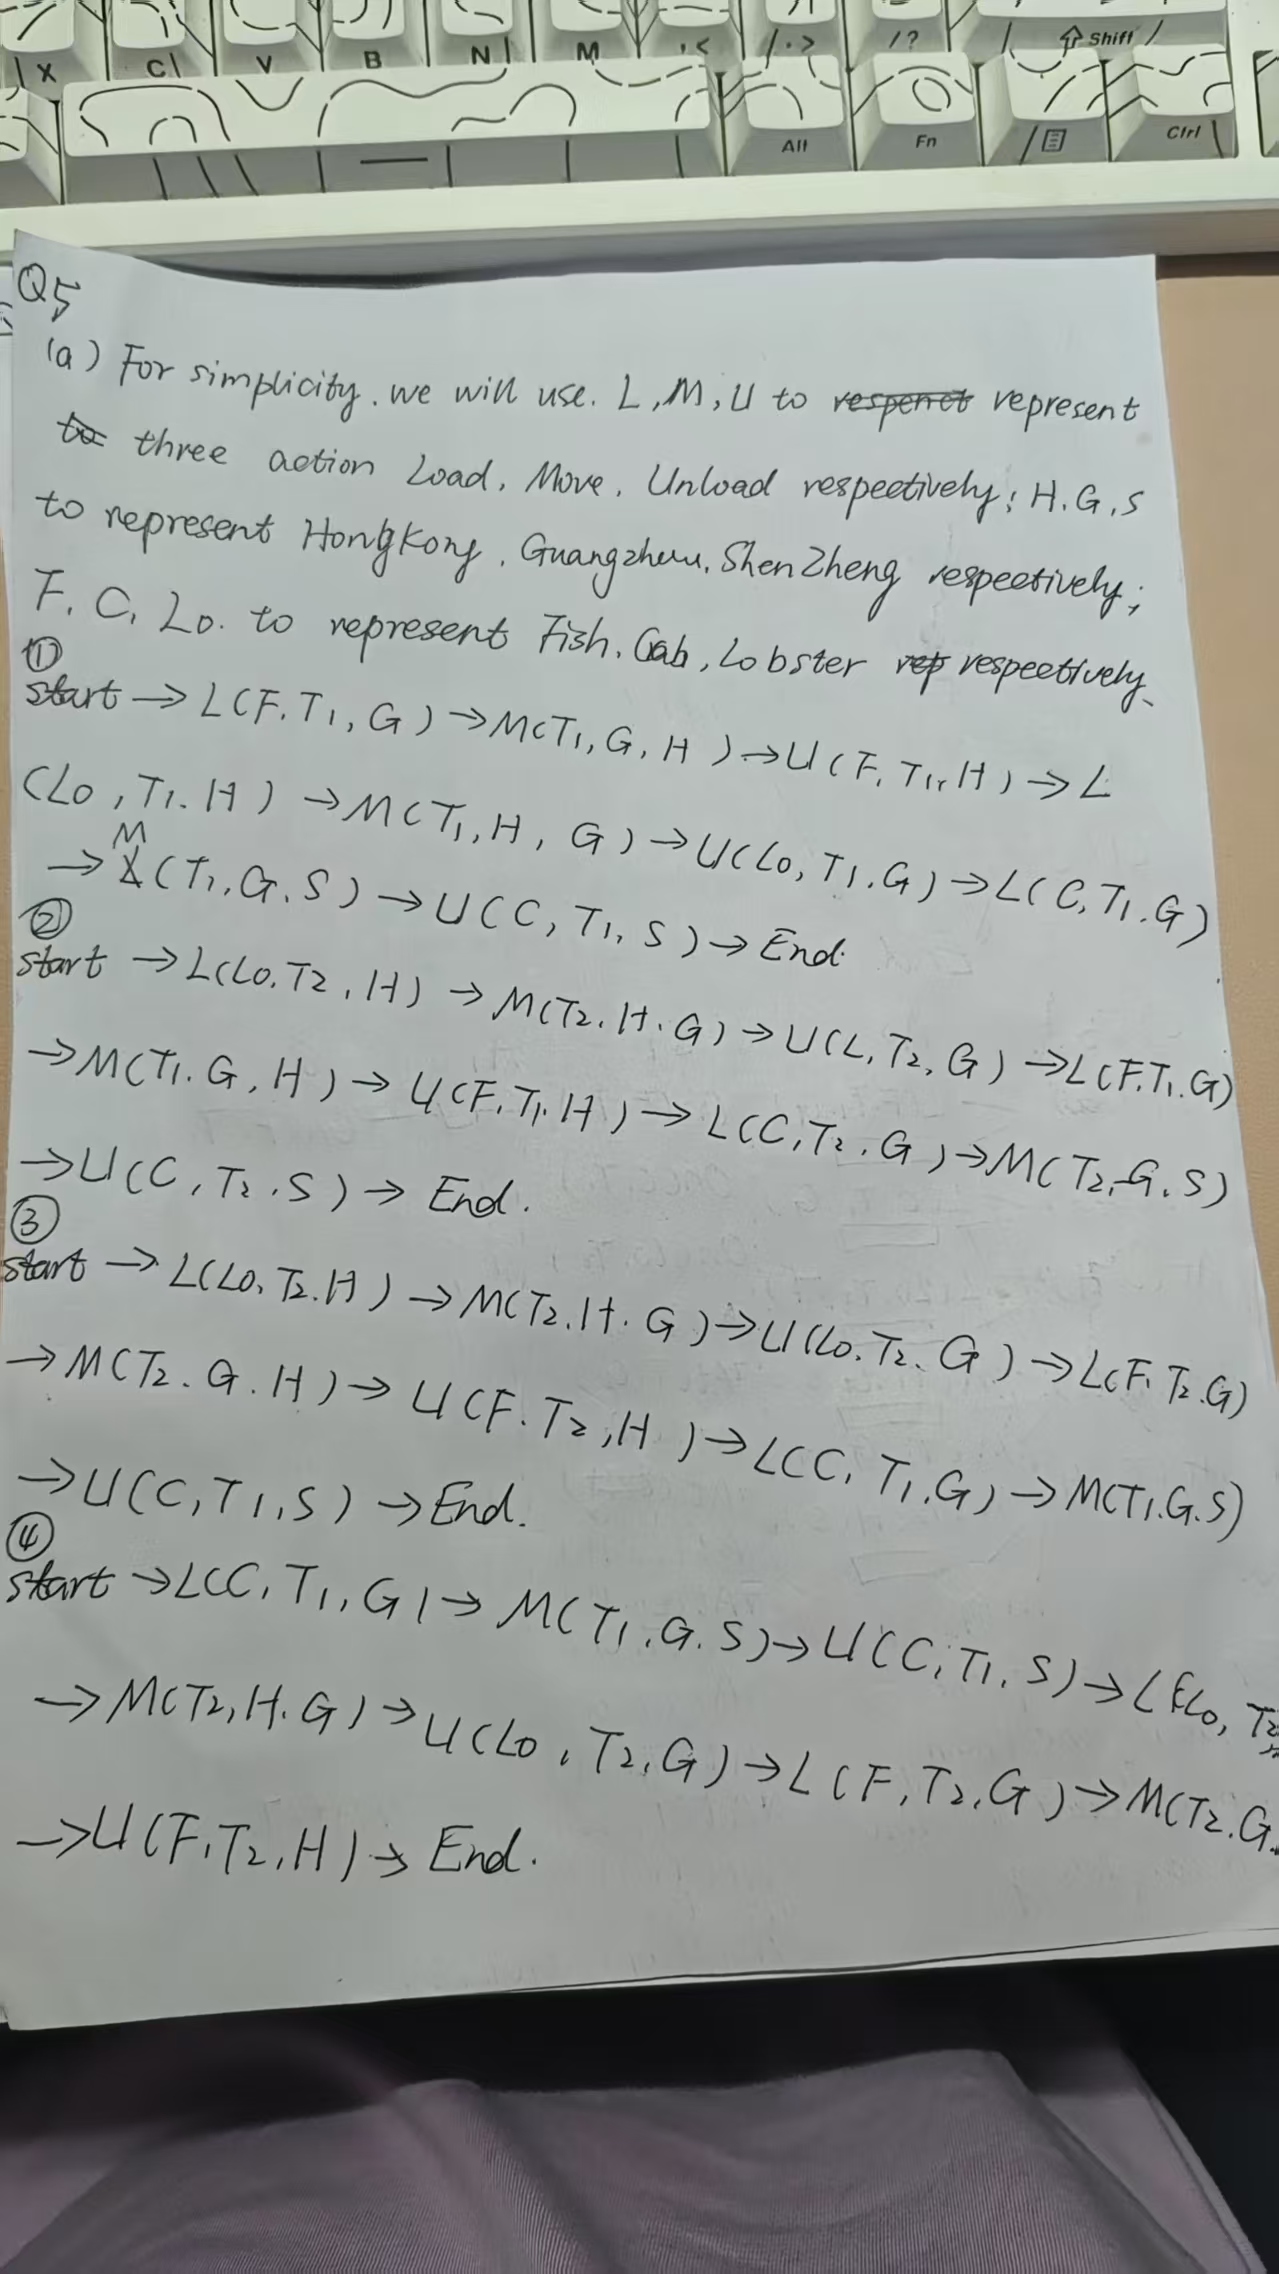 X C V B N M , < / . > / ? Shift
Alt Fn Ctrl
Q5
(a) For simplicity. we will use. L, M, U to respenct represent
to three action Load, Move, Unload respectively; H. G, S
to represent HongKong, Guangzhou, ShenZheng respectively;
F, C, Lo. to represent Fish. Crab, Lobster rep respectively.
①
start → L(F, T1, G) → M(T1, G, H) → U(F, T1, H) → L
(Lo, T1. H) → M(T1, H, G) → U(Lo, T1. G) → L(C, T1. G)
M
→ (T1, G, S) → U(C, T1, S) → End.
②
start → L(Lo, T2, H) → M(T2. H. G) → U(L, T2, G) → L(F, T1. G)
→ M(T1. G, H) → U(F, T1. H) → L(C, T2. G) → M(T2, G. S)
→ U(C, T2. S) → End.
③
start → L(Lo, T2. H) → M(T2. H. G) → U(Lo. T2. G) → L(F, T2. G)
→ M(T2. G. H) → U(F. T2, H) → L(C, T1, G) → M(T1. G. S)
→ U(C, T1, S) → End.
④
start → L(C, T1, G) → M(T1. G. S) → U(C, T1, S) → L(Lo, T2,
→ M(T2, H. G) → U(Lo, T2, G) → L(F, T2, G) → M(T2. G.
→ U(F, T2, H) → End.